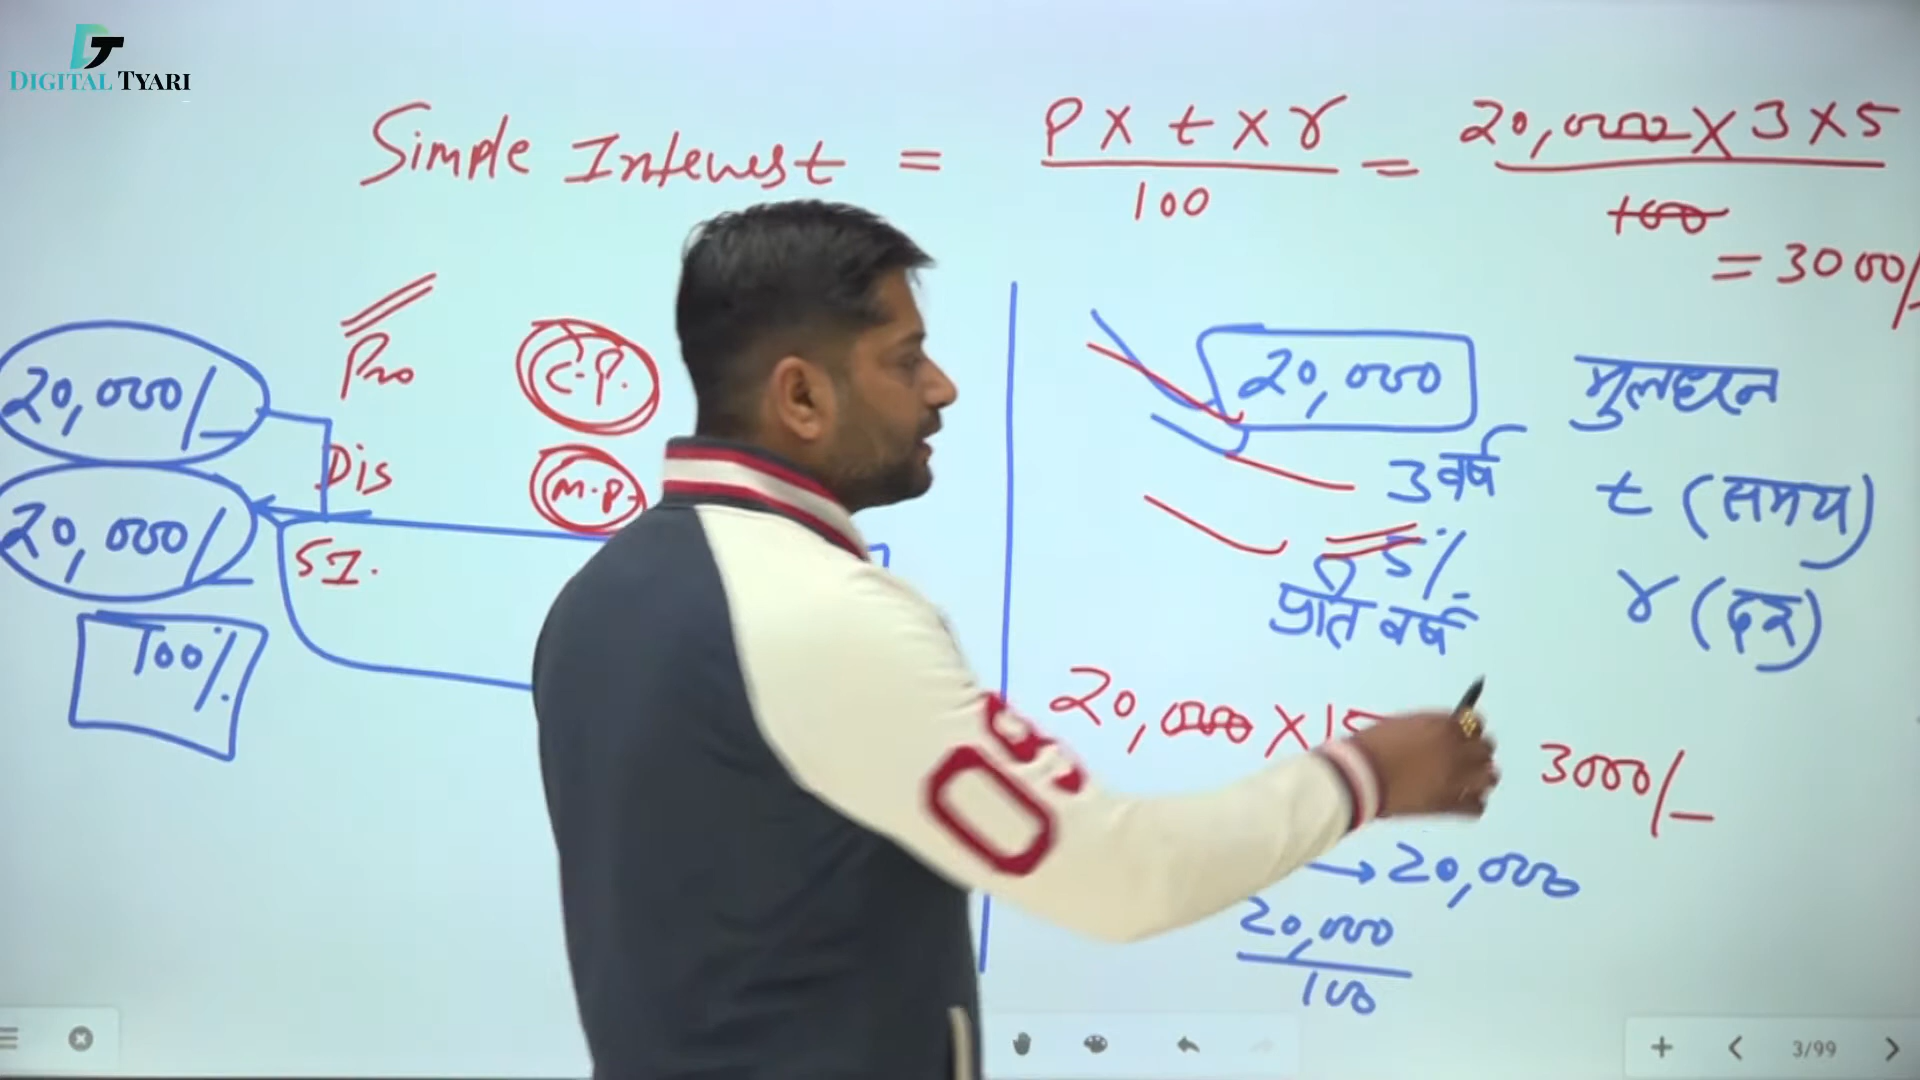 DT
DIGITAL TYARI
Simple Interest = P x t x r / 100 = 20,000 x 3 x 5 / 100
= 3000/-
20,000/-
Pro
C.P.
20,000
मुलधन
20,000/-
Dis
M.P.
3 वर्ष
t (समय)
S.I.
5%
प्रति वर्ष
r (दर)
100%
20,000 X 15
3000/-
→ 20,000
20,000
100
3/99